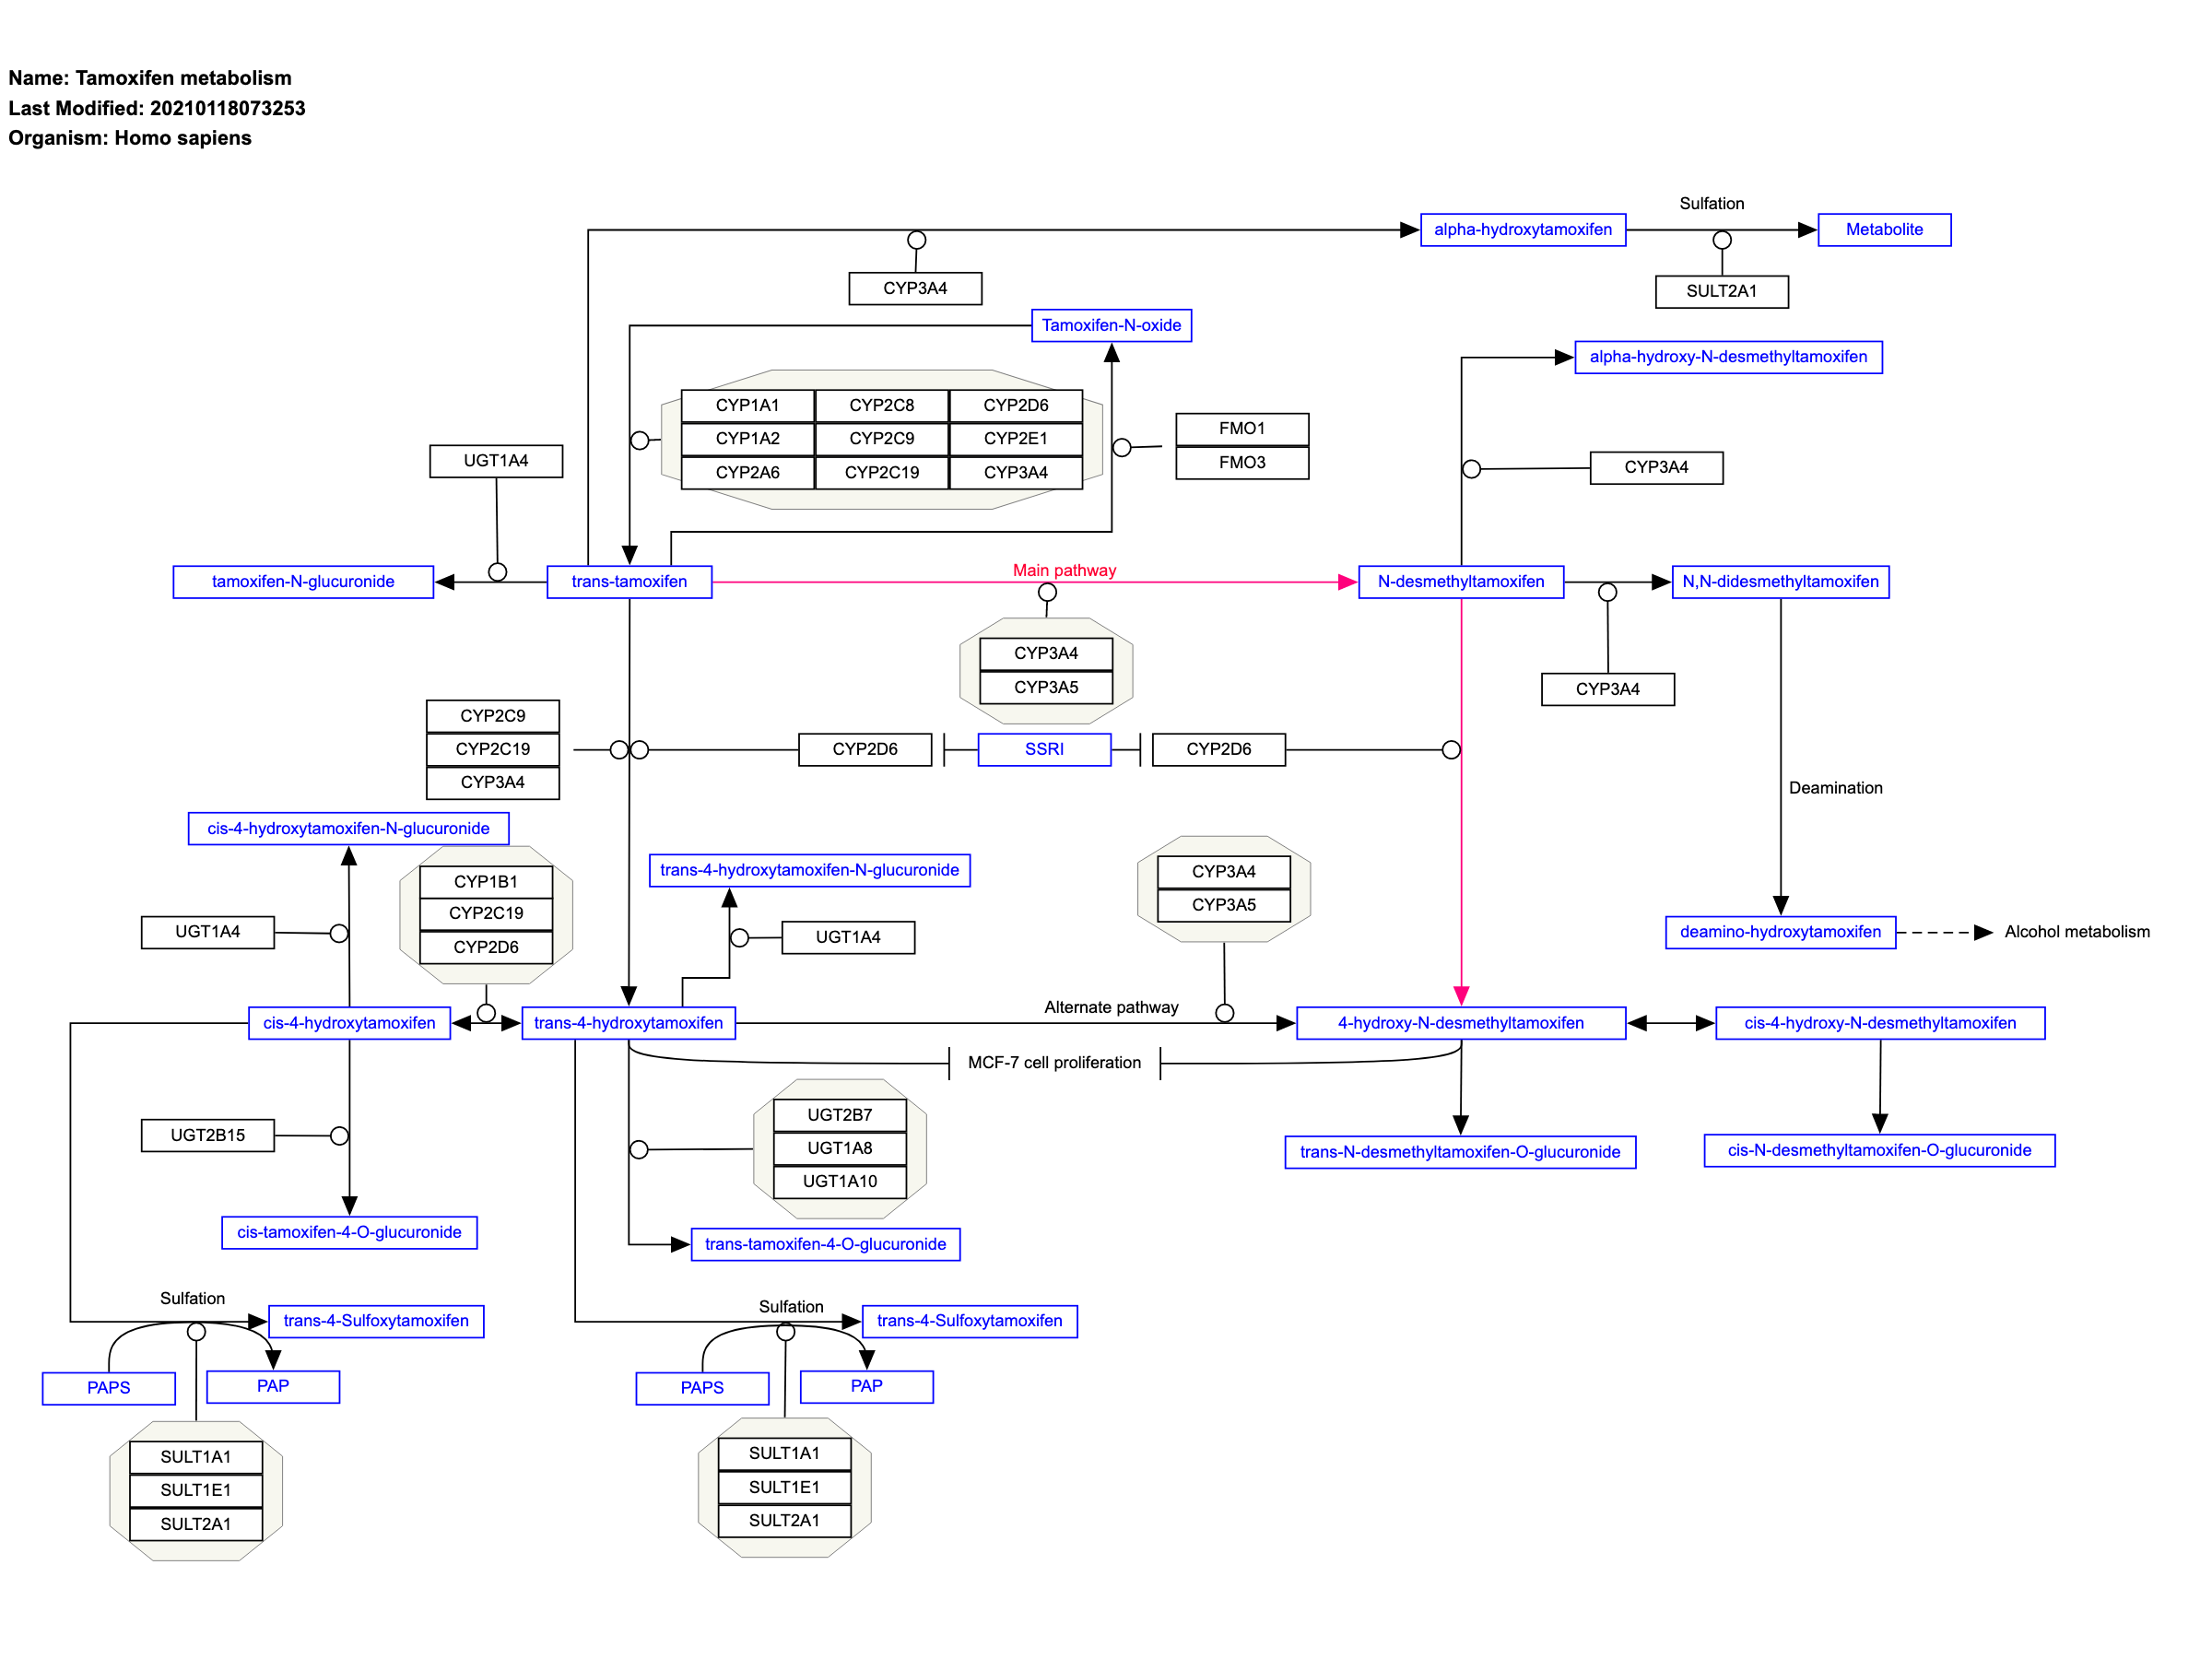 Name: Tamoxifen metabolism
Last Modified: 20210118073253
Organism: Homo sapiens
Sulfation
alpha-hydroxytamoxifen
Metabolite
CYP3A4
SULT2A1
Tamoxifen-N-oxide
alpha-hydroxy-N-desmethyltamoxifen
CYP1A1
CYP2C8
CYP2D6
CYP1A2
CYP2C9
CYP2E1
CYP2A6
CYP2C19
CYP3A4
FMO1
FMO3
UGT1A4
CYP3A4
tamoxifen-N-glucuronide
trans-tamoxifen
Main pathway
N-desmethyltamoxifen
N,N-didesmethyltamoxifen
CYP3A4
CYP3A5
CYP3A4
CYP2C9
CYP2C19
CYP3A4
CYP2D6
SSRI
CYP2D6
Deamination
cis-4-hydroxytamoxifen-N-glucuronide
trans-4-hydroxytamoxifen-N-glucuronide
CYP1B1
CYP2C19
CYP2D6
CYP3A4
CYP3A5
UGT1A4
UGT1A4
deamino-hydroxytamoxifen
Alcohol metabolism
cis-4-hydroxytamoxifen
trans-4-hydroxytamoxifen
Alternate pathway
4-hydroxy-N-desmethyltamoxifen
cis-4-hydroxy-N-desmethyltamoxifen
MCF-7 cell proliferation
UGT2B7
UGT1A8
UGT1A10
UGT2B15
trans-N-desmethyltamoxifen-O-glucuronide
cis-N-desmethyltamoxifen-O-glucuronide
cis-tamoxifen-4-O-glucuronide
trans-tamoxifen-4-O-glucuronide
Sulfation
trans-4-Sulfoxytamoxifen
Sulfation
trans-4-Sulfoxytamoxifen
PAPS
PAP
PAPS
PAP
SULT1A1
SULT1E1
SULT2A1
SULT1A1
SULT1E1
SULT2A1